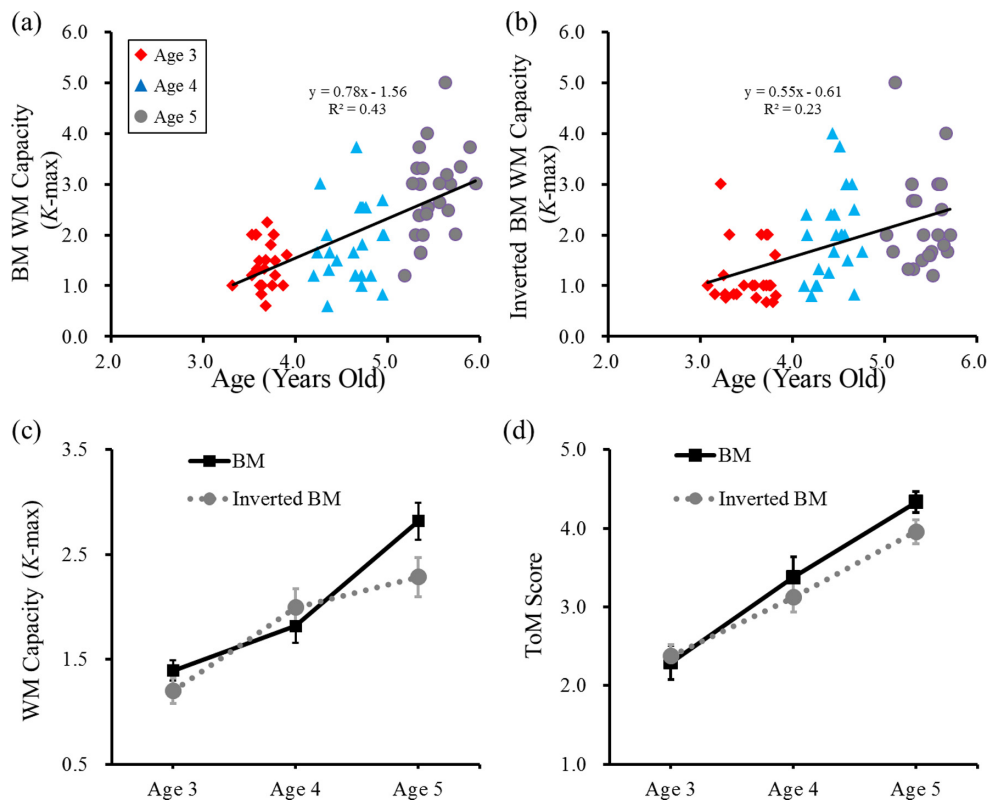 (a)
6.0
5.0
4.0
3.0
2.0
1.0
0.0
BM WM Capacity
(K-max)
Age 3
Age 4
Age 5
y = 0.78x - 1.56
R² = 0.43
2.0 3.0 4.0 5.0 6.0
Age (Years Old)
(b)
6.0
5.0
4.0
3.0
2.0
1.0
0.0
Inverted BM WM Capacity
(K-max)
y = 0.55x - 0.61
R² = 0.23
2.0 3.0 4.0 5.0 6.0
Age (Years Old)
(c)
3.5
2.5
1.5
0.5
WM Capacity (K-max)
BM
Inverted BM
Age 3 Age 4 Age 5
(d)
5.0
4.0
3.0
2.0
1.0
ToM Score
BM
Inverted BM
Age 3 Age 4 Age 5